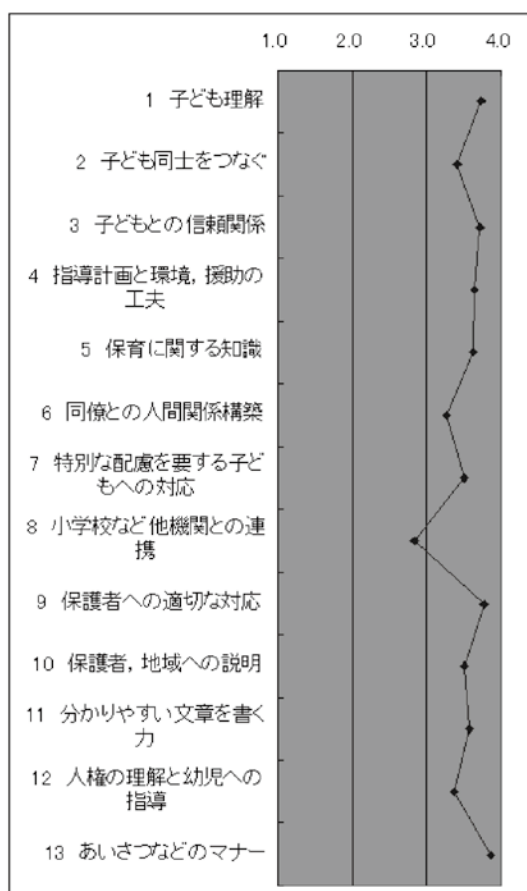 1.0 2.0 3.0 4.0
1 子ども理解
2 子ども同士をつなぐ
3 子どもとの信頼関係
4 指導計画と環境，援助の
工夫
5 保育に関する知識
6 同僚との人間関係構築
7 特別な配慮を要する子ど
もへの対応
8 小学校など他機関との連
携
9 保護者への適切な対応
10 保護者，地域への説明
11 分かりやすい文章を書く
力
12 人権の理解と幼児への
指導
13 あいさつなどのマナー